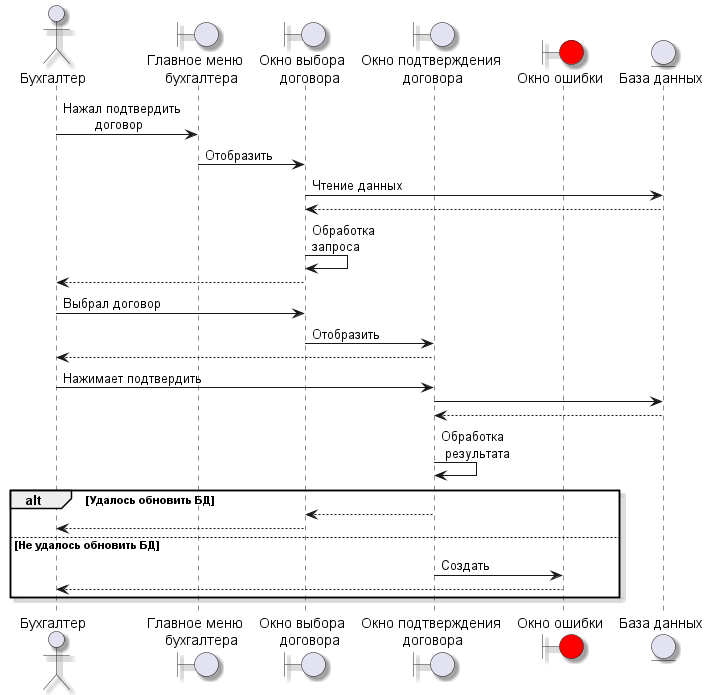 Бухгалтер
Главное меню
бухгалтера
Окно выбора
договора
Окно подтверждения
договора
Окно ошибки
База данных
Нажал подтвердить
договор
Отобразить
Чтение данных
Обработка
запроса
Выбрал договор
Отобразить
Нажимает подтвердить
Обработка
результата
alt [Удалось обновить БД]
[Не удалось обновить БД]
Создать
Бухгалтер
Главное меню
бухгалтера
Окно выбора
договора
Окно подтверждения
договора
Окно ошибки
База данных